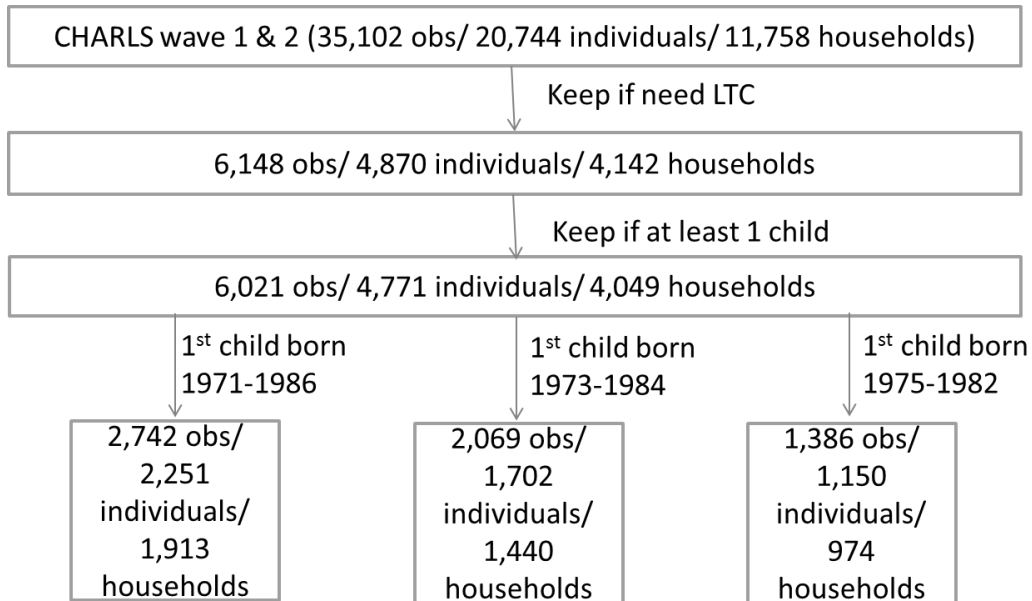 CHARLS wave 1 & 2 (35,102 obs/ 20,744 individuals/ 11,758 households)
Keep if need LTC
6,148 obs/ 4,870 individuals/ 4,142 households
Keep if at least 1 child
6,021 obs/ 4,771 individuals/ 4,049 households
1st child born
1971-1986
1st child born
1973-1984
1st child born
1975-1982
2,742 obs/
2,251
individuals/
1,913
households
2,069 obs/
1,702
individuals/
1,440
households
1,386 obs/
1,150
individuals/
974
households